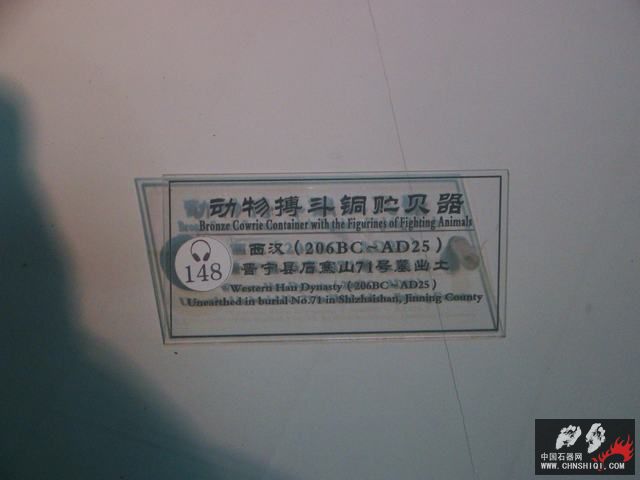 动物搏斗铜贮贝器
Bronze Cowrie Container with the Figurines of Fighting Animals
西汉（206BC~AD25）
晋宁县石寨山71号墓出土
148
Western Han Dynasty（206BC~AD25）
Unearthed in burial No.71 in Shizhaishan, Jinning County
中国石器网
WWW.CHNSHIQI.COM